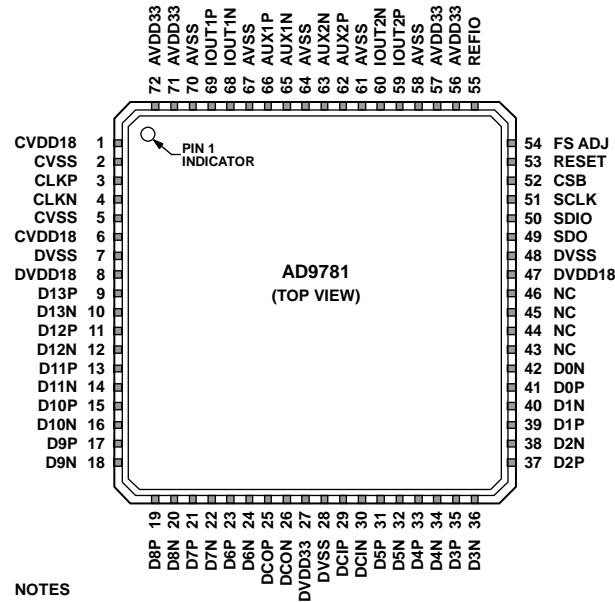 72 AVDD33
71 AVDD33
70 AVSS
69 IOUT1P
68 IOUT1N
67 AVSS
66 AUX1P
65 AUX1N
64 AVSS
63 AUX2N
62 AUX2P
61 AVSS
60 IOUT2N
59 IOUT2P
58 AVSS
57 AVDD33
56 AVDD33
55 REFIO
CVDD18 1
CVSS 2
CLKP 3
CLKN 4
CVSS 5
CVDD18 6
DVSS 7
DVDD18 8
D13P 9
D13N 10
D12P 11
D12N 12
D11P 13
D11N 14
D10P 15
D10N 16
D9P 17
D9N 18
PIN 1
INDICATOR
AD9781
(TOP VIEW)
54 FS ADJ
53 RESET
52 CSB
51 SCLK
50 SDIO
49 SDO
48 DVSS
47 DVDD18
46 NC
45 NC
44 NC
43 NC
42 D0N
41 D0P
40 D1N
39 D1P
38 D2N
37 D2P
D8P 19
D8N 20
D7P 21
D7N 22
D6P 23
D6N 24
DCOP 25
DCON 26
DVDD33 27
DVSS 28
DCIP 29
DCIN 30
D5P 31
D5N 32
D4P 33
D4N 34
D3P 35
D3N 36
NOTES